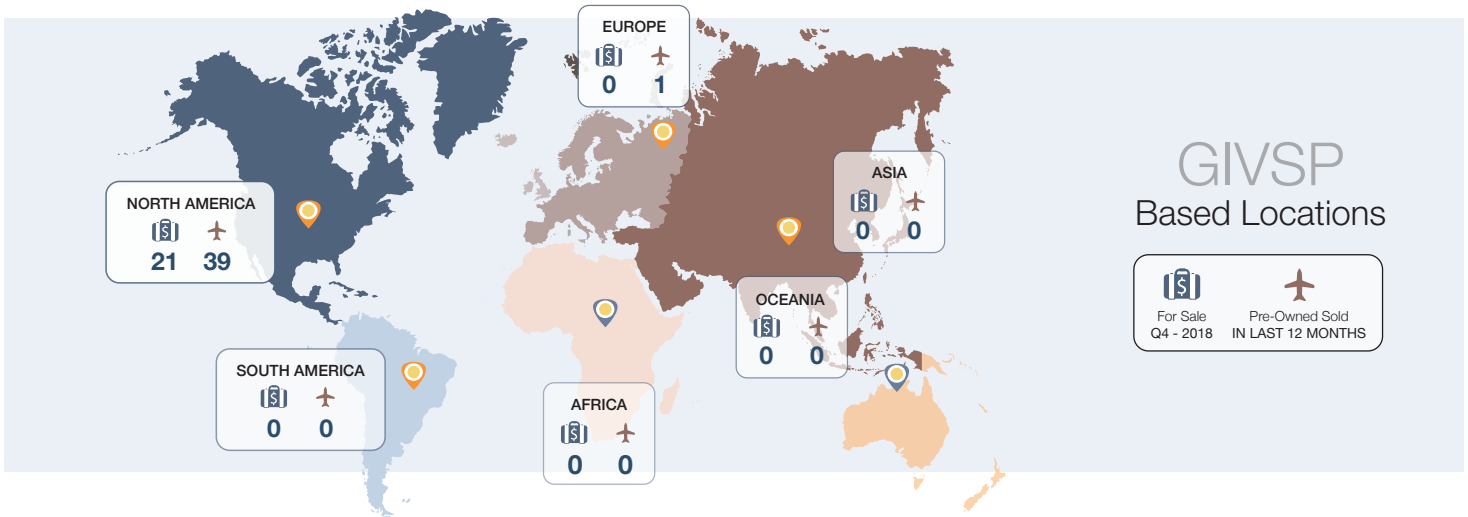 EUROPE
$
0 1
NORTH AMERICA
$
21 39
ASIA
$
0 0
OCEANIA
$
0 0
SOUTH AMERICA
$
0 0
AFRICA
$
0 0
GIVSP
Based Locations
$
For Sale Pre-Owned Sold
Q4 - 2018 IN LAST 12 MONTHS